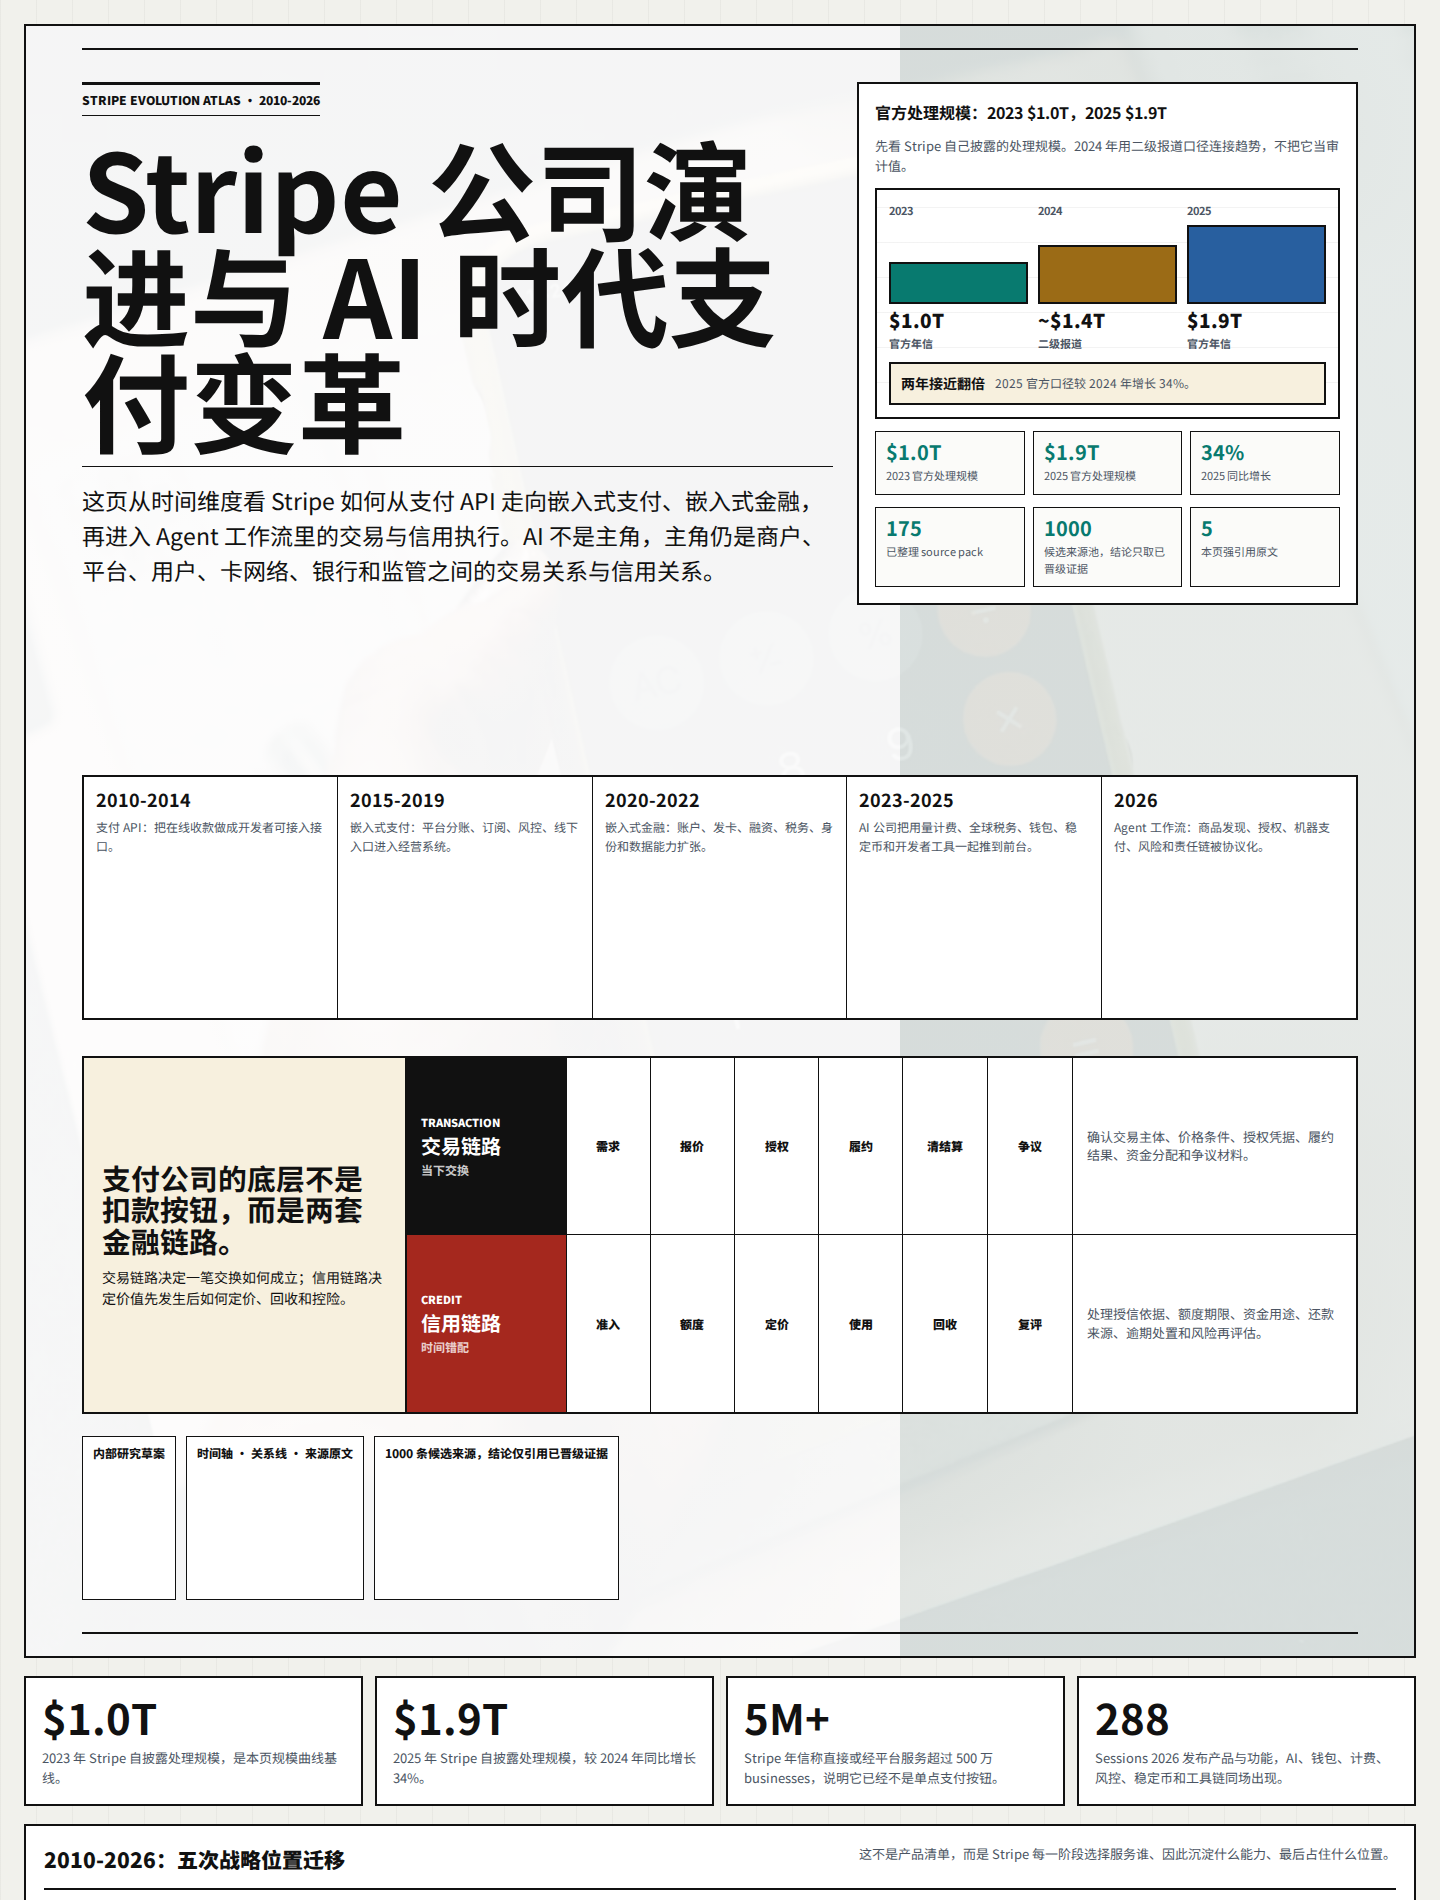 STRIPE EVOLUTION ATLAS · 2010-2026
Stripe 公司演
进与 AI 时代支
付变革
这页从时间维度看 Stripe 如何从支付 API 走向嵌入式支付、嵌入式金融，
再进入 Agent 工作流里的交易与信用执行。AI 不是主角，主角仍是商户、
平台、用户、卡网络、银行和监管之间的交易关系与信用关系。
官方处理规模：2023 $1.0T，2025 $1.9T
先看 Stripe 自己披露的处理规模。2024 年用二级报道口径连接趋势，不把它当审
计值。
2023
2024
2025
$1.0T
官方年信
~$1.4T
二级报道
$1.9T
官方年信
两年接近翻倍 2025 官方口径较 2024 年增长 34%。
$1.0T
2023 官方处理规模
$1.9T
2025 官方处理规模
34%
2025 同比增长
175
已整理 source pack
1000
候选来源池，结论只取已
晋级证据
5
本页强引用原文
AC
8
9
2010-2014
支付 API：把在线收款做成开发者可接入接
口。
2015-2019
嵌入式支付：平台分账、订阅、风控、线下
入口进入经营系统。
2020-2022
嵌入式金融：账户、发卡、融资、税务、身
份和数据能力扩张。
2023-2025
AI 公司把用量计费、全球税务、钱包、稳
定币和开发者工具一起推到前台。
2026
Agent 工作流：商品发现、授权、机器支
付、风险和责任链被协议化。
支付公司的底层不是
扣款按钮，而是两套
金融链路。
交易链路决定一笔交换如何成立；信用链路决
定价值先发生后如何定价、回收和控险。
TRANSACTION
交易链路
当下交换
需求
报价
授权
履约
清结算
争议
确认交易主体、价格条件、授权凭据、履约
结果、资金分配和争议材料。
CREDIT
信用链路
时间错配
准入
额度
定价
使用
回收
复评
处理授信依据、额度期限、资金用途、还款
来源、逾期处置和风险再评估。
内部研究草案
时间轴 · 关系线 · 来源原文
1000 条候选来源，结论仅引用已晋级证据
$1.0T
2023 年 Stripe 自披露处理规模，是本页规模曲线基
线。
$1.9T
2025 年 Stripe 自披露处理规模，较 2024 年同比增长
34%。
5M+
Stripe 年信称直接或经平台服务超过 500 万
businesses，说明它已经不是单点支付按钮。
288
Sessions 2026 发布产品与功能，AI、钱包、计费、
风控、稳定币和工具链同场出现。
2010-2026：五次战略位置迁移
这不是产品清单，而是 Stripe 每一阶段选择服务谁、因此沉淀什么能力、最后占住什么位置。